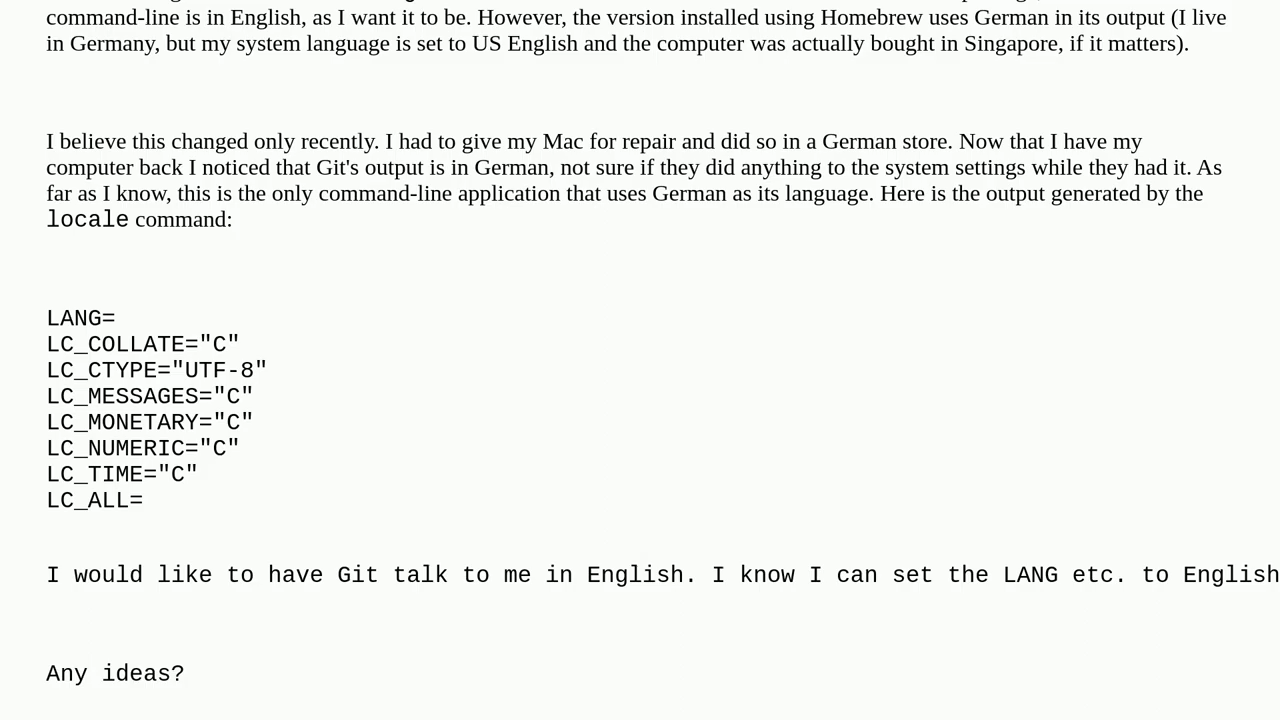 command-line is in English, as I want it to be. However, the version installed using Homebrew uses German in its output (I live
in Germany, but my system language is set to US English and the computer was actually bought in Singapore, if it matters).
I believe this changed only recently. I had to give my Mac for repair and did so in a German store. Now that I have my
computer back I noticed that Git's output is in German, not sure if they did anything to the system settings while they had it. As
far as I know, this is the only command-line application that uses German as its language. Here is the output generated by the
locale command:
LANG=
LC_COLLATE="C"
LC_CTYPE="UTF-8"
LC_MESSAGES="C"
LC_MONETARY="C"
LC_NUMERIC="C"
LC_TIME="C"
LC_ALL=
I would like to have Git talk to me in English. I know I can set the LANG etc. to English
Any ideas?